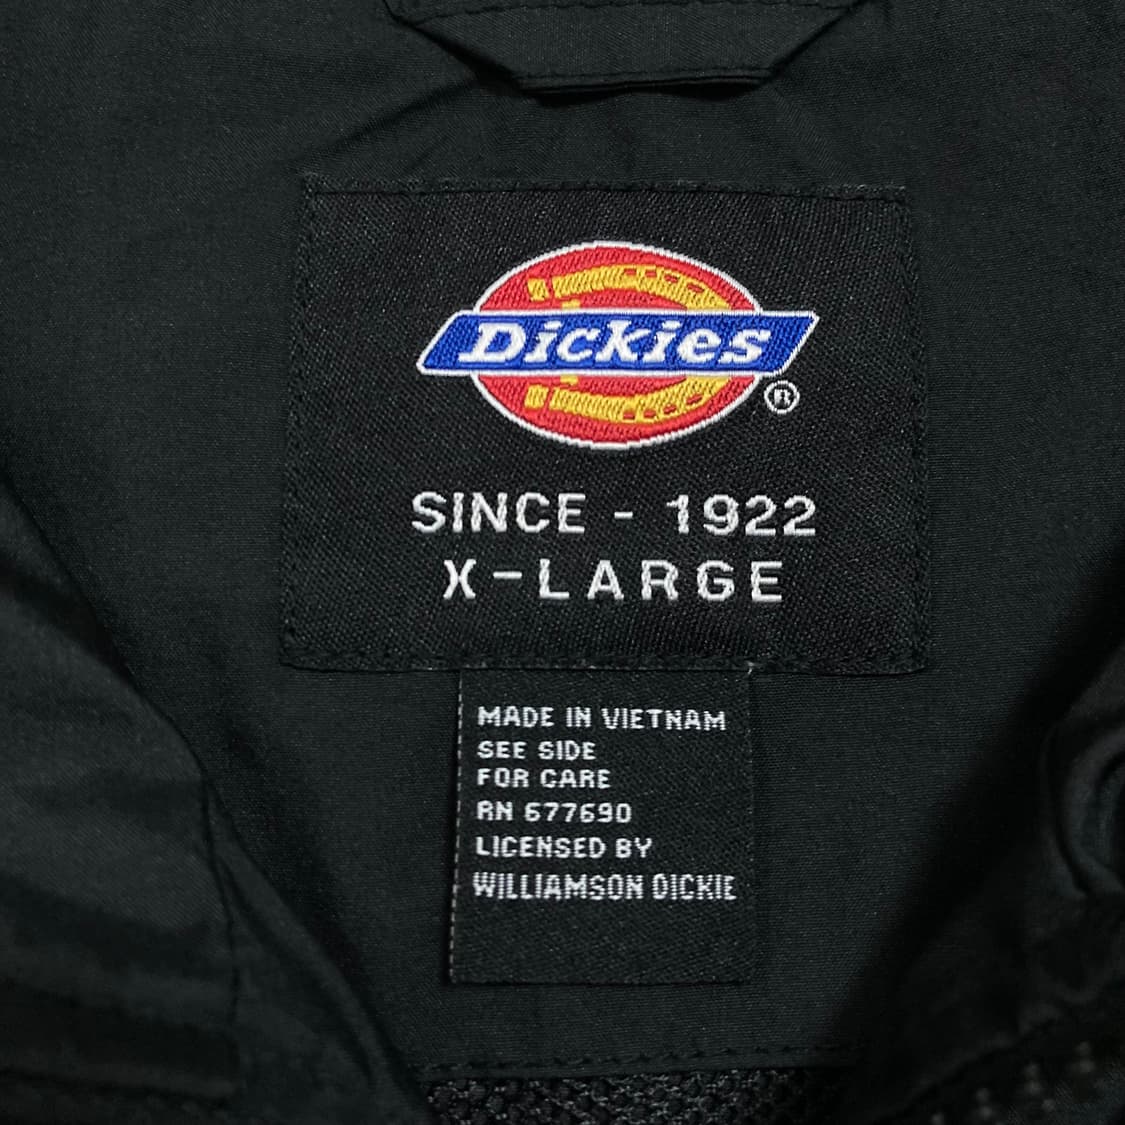 Dickies
®
SINCE - 1922
X-LARGE
MADE IN VIETNAM
SEE SIDE
FOR CARE
RN 677690
LICENSED BY
WILLIAMSON DICKIE